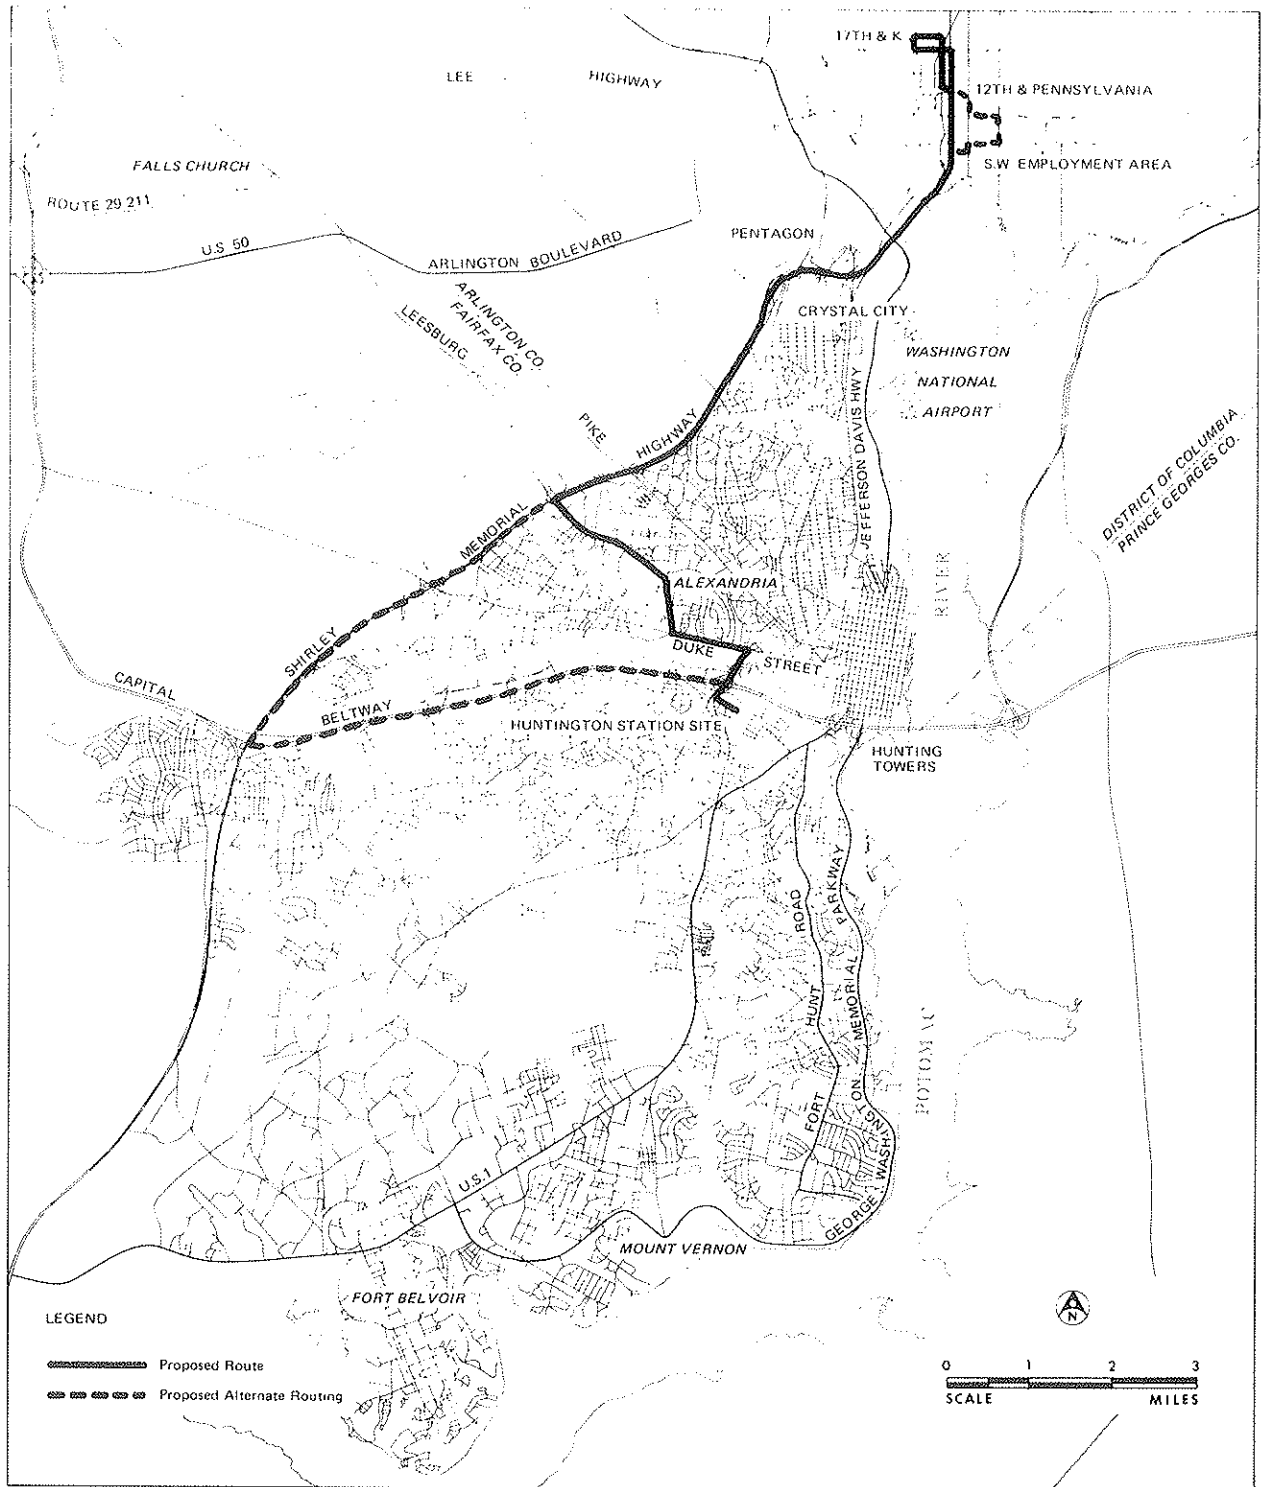 17TH & K
LEE HIGHWAY
12TH & PENNSYLVANIA
FALLS CHURCH
S.W. EMPLOYMENT AREA
ROUTE 29 211
U.S 50
ARLINGTON BOULEVARD
PENTAGON
ARLINGTON CO.
FAIRFAX CO.
LEESBURG
PIKE
CRYSTAL CITY
WASHINGTON
NATIONAL
AIRPORT
JEFFERSON DAVIS HWY
DISTRICT OF COLUMBIA
PRINCE GEORGES CO.
SHIRLEY MEMORIAL HIGHWAY
ALEXANDRIA
RIVER
DUKE STREET
CAPITAL BELTWAY
HUNTINGTON STATION SITE
HUNTING
TOWERS
FORT HUNT ROAD
GEORGE WASHINGTON MEMORIAL PARKWAY
POTOMAC
U.S.1
MOUNT VERNON
FORT BELVOIR
LEGEND
Proposed Route
Proposed Alternate Routing
N
0 1 2 3
SCALE MILES